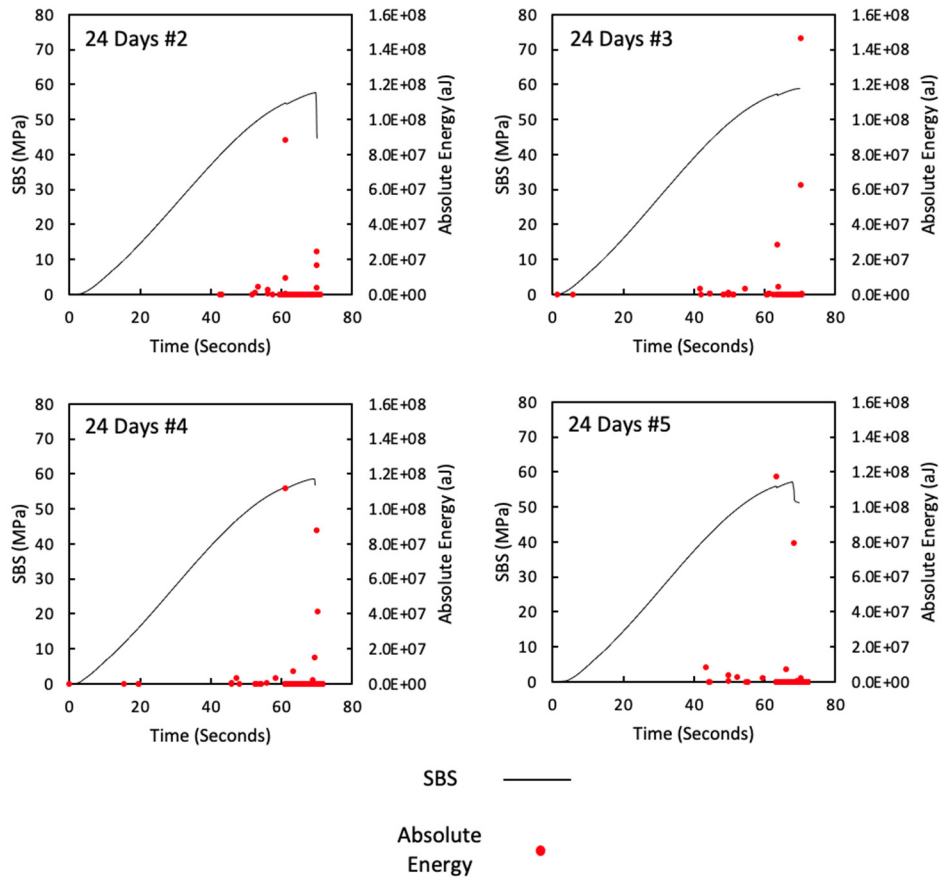 24 Days #2
80
70
60
50
40
30
20
10
0
SBS (MPa)
1.6E+08
1.4E+08
1.2E+08
1.0E+08
8.0E+07
6.0E+07
4.0E+07
2.0E+07
0.0E+00
Absolute Energy (aJ)
0 20 40 60 80
Time (Seconds)
24 Days #3
80
70
60
50
40
30
20
10
0
SBS (MPa)
1.6E+08
1.4E+08
1.2E+08
1.0E+08
8.0E+07
6.0E+07
4.0E+07
2.0E+07
0.0E+00
Absolute Energy (aJ)
0 20 40 60 80
Time (Seconds)
24 Days #4
80
70
60
50
40
30
20
10
0
SBS (MPa)
1.6E+08
1.4E+08
1.2E+08
1.0E+08
8.0E+07
6.0E+07
4.0E+07
2.0E+07
0.0E+00
Absolute Energy (aJ)
0 20 40 60 80
Time (Seconds)
24 Days #5
80
70
60
50
40
30
20
10
0
SBS (MPa)
1.6E+08
1.4E+08
1.2E+08
1.0E+08
8.0E+07
6.0E+07
4.0E+07
2.0E+07
0.0E+00
Absolute Energy (aJ)
0 20 40 60 80
Time (Seconds)
SBS
Absolute
Energy